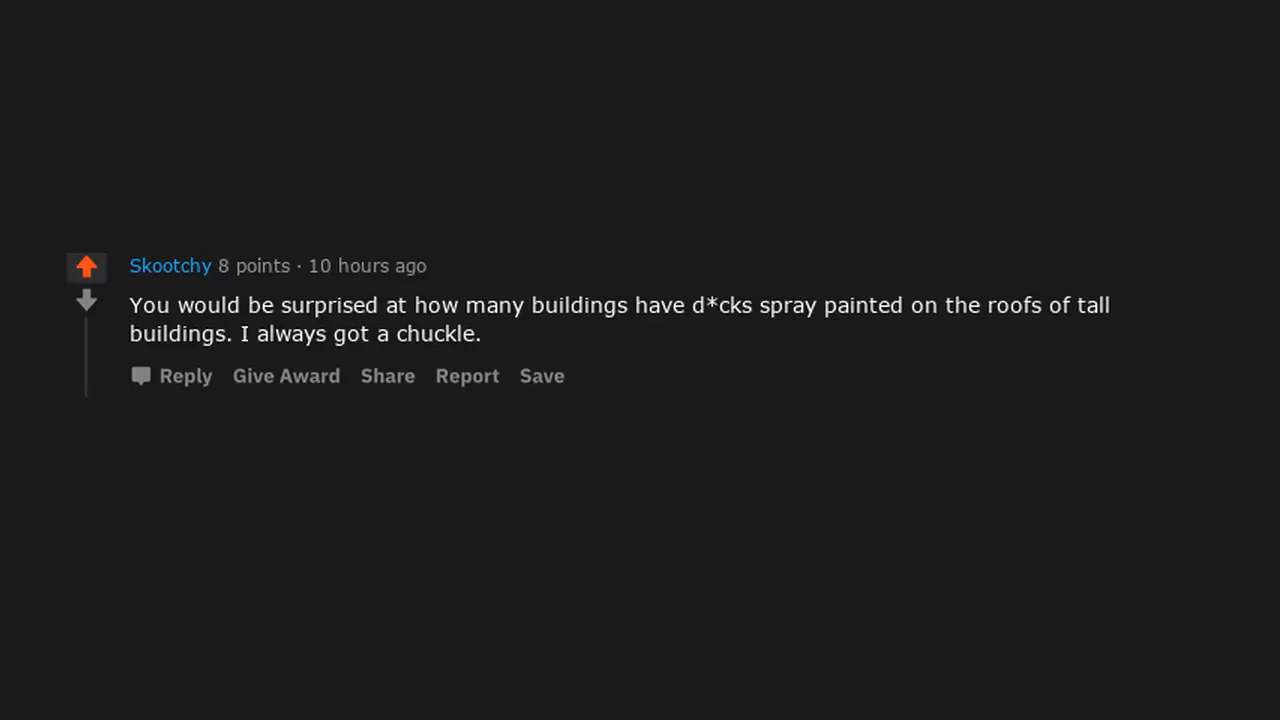 Skootchy 8 points · 10 hours ago
You would be surprised at how many buildings have d*cks spray painted on the roofs of tall
buildings. I always got a chuckle.
Reply Give Award Share Report Save